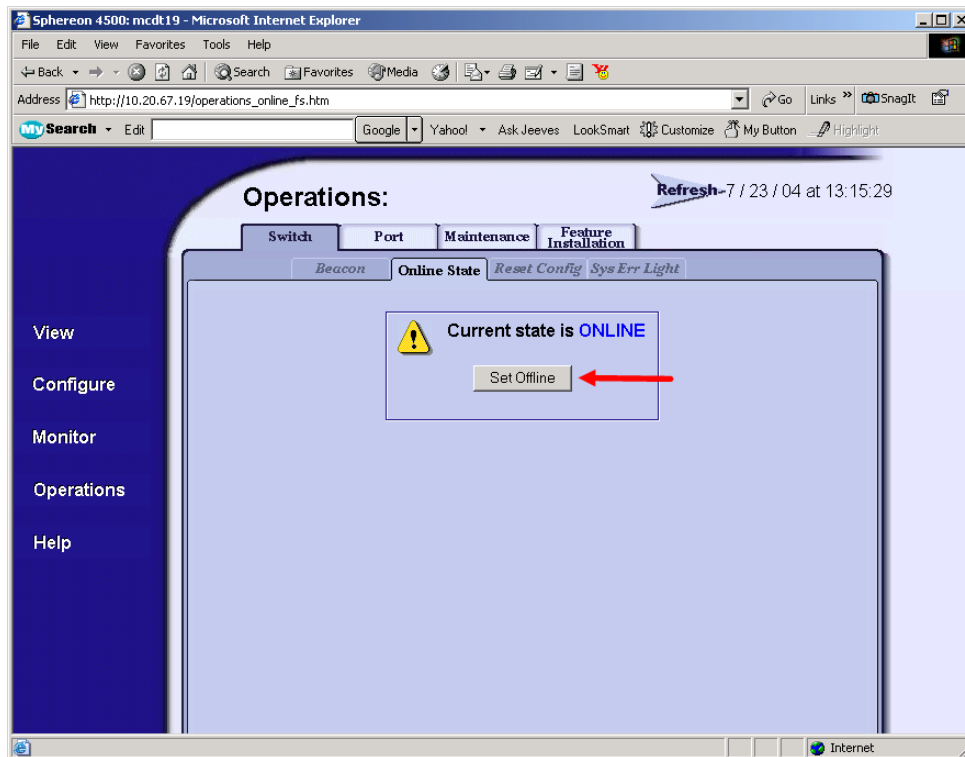 Sphereon 4500: mcdt19 - Microsoft Internet Explorer
File Edit View Favorites Tools Help
Back Search Favorites Media
Address http://10.20.67.19/operations_online_fs.htm Go Links » SnagIt
My Search Edit Google Yahoo! Ask Jeeves LookSmart Customize My Button Highlight
Operations:
Refresh-7 / 23 / 04 at 13:15:29
Switch Port Maintenance Feature Installation
Beacon Online State Reset Config Sys Err Light
Current state is ONLINE
Set Offline
View
Configure
Monitor
Operations
Help
Internet